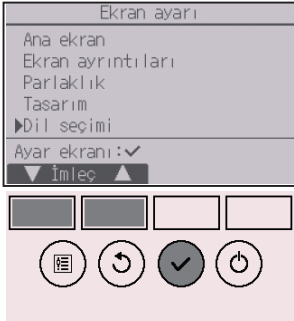 Ekran ayarı
Ana ekran
Ekran ayrıntıları
Parlaklık
Tasarım
▶Dil seçimi
Ayar ekranı:✓
▼ İmleç ▲